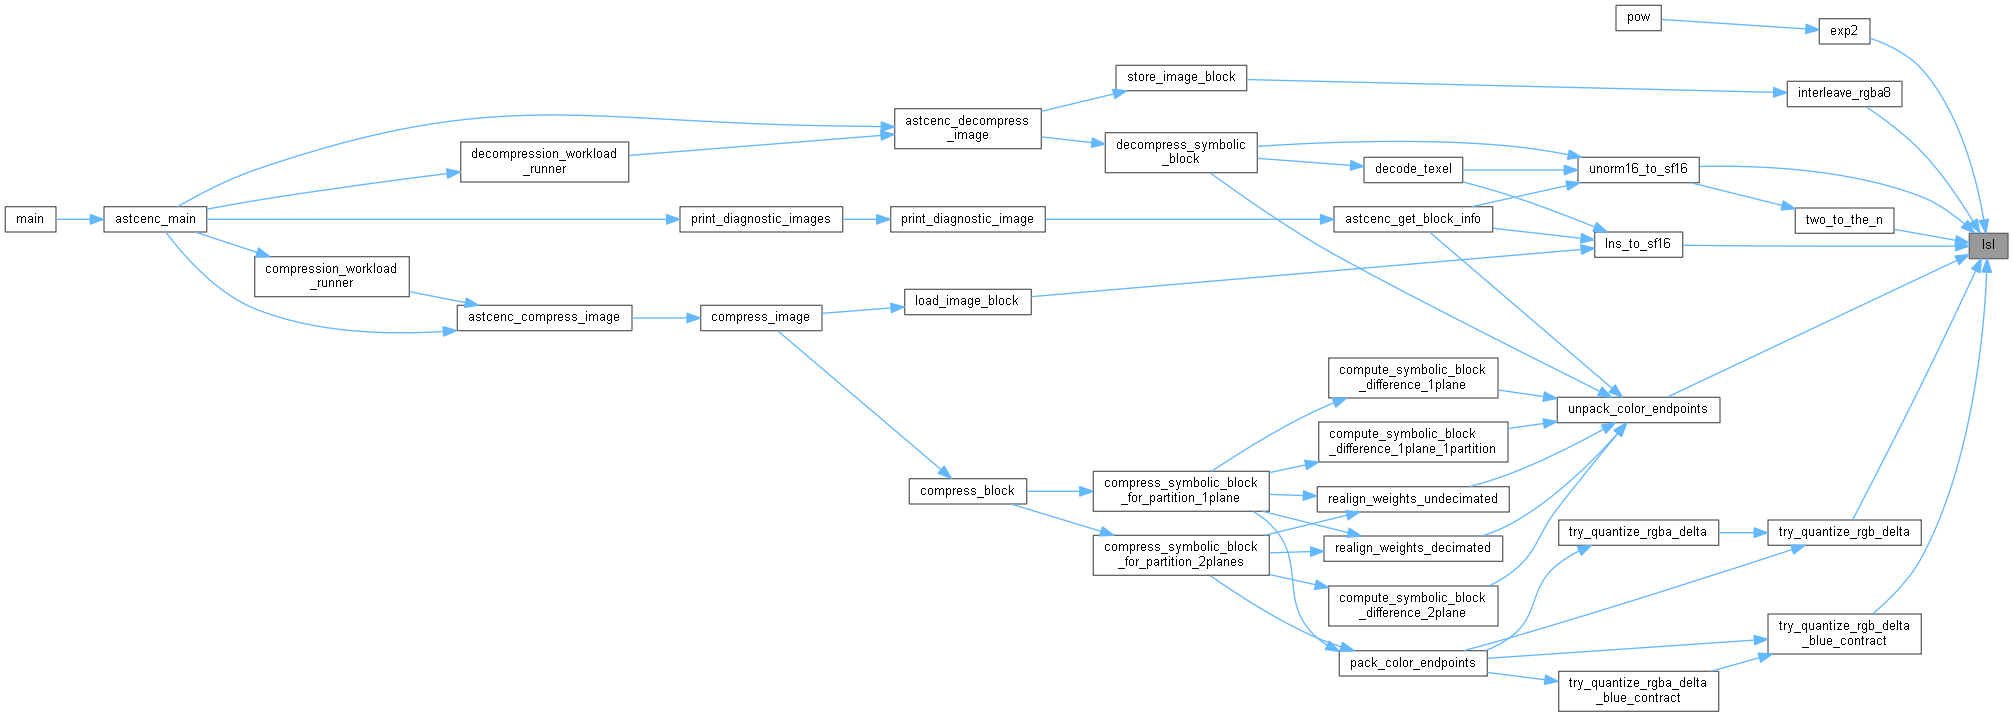 main
astcenc_main
decompression_workload
_runner
compression_workload
_runner
astcenc_compress_image
print_diagnostic_images
astcenc_decompress
_image
print_diagnostic_image
compress_image
load_image_block
compress_block
store_image_block
decompress_symbolic
_block
compress_symbolic_block
_for_partition_1plane
compress_symbolic_block
_for_partition_2planes
decode_texel
astcenc_get_block_info
compute_symbolic_block
_difference_1plane
compute_symbolic_block
_difference_1plane_1partition
realign_weights_undecimated
realign_weights_decimated
compute_symbolic_block
_difference_2plane
pack_color_endpoints
pow
unorm16_to_sf16
lns_to_sf16
unpack_color_endpoints
try_quantize_rgba_delta
try_quantize_rgba_delta
_blue_contract
exp2
interleave_rgba8
two_to_the_n
try_quantize_rgb_delta
try_quantize_rgb_delta
_blue_contract
lsl